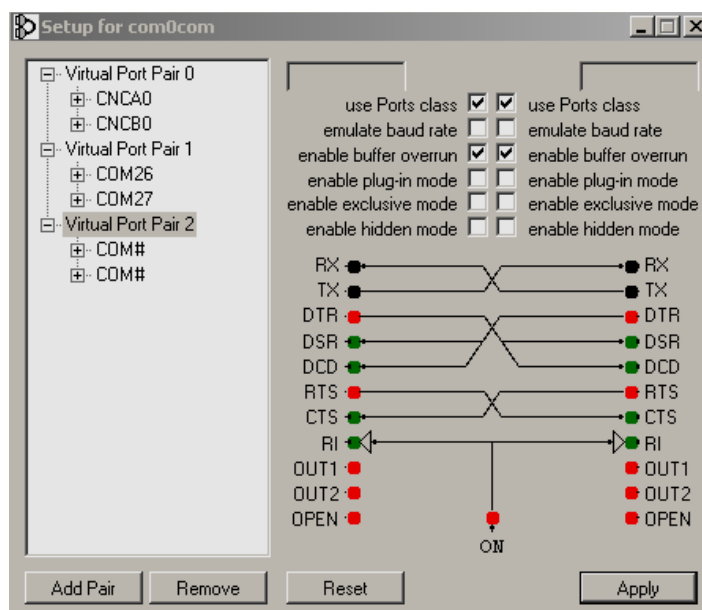 Setup for com0com
Virtual Port Pair 0
CNCA0
CNCB0
Virtual Port Pair 1
COM26
COM27
Virtual Port Pair 2
COM#
COM#
use Ports class use Ports class
emulate baud rate emulate baud rate
enable buffer overrun enable buffer overrun
enable plug-in mode enable plug-in mode
enable exclusive mode enable exclusive mode
enable hidden mode enable hidden mode
RX RX
TX TX
DTR DTR
DSR DSR
DCD DCD
RTS RTS
CTS CTS
RI RI
OUT1 OUT1
OUT2 OUT2
OPEN OPEN
ON
Add Pair Remove Reset Apply